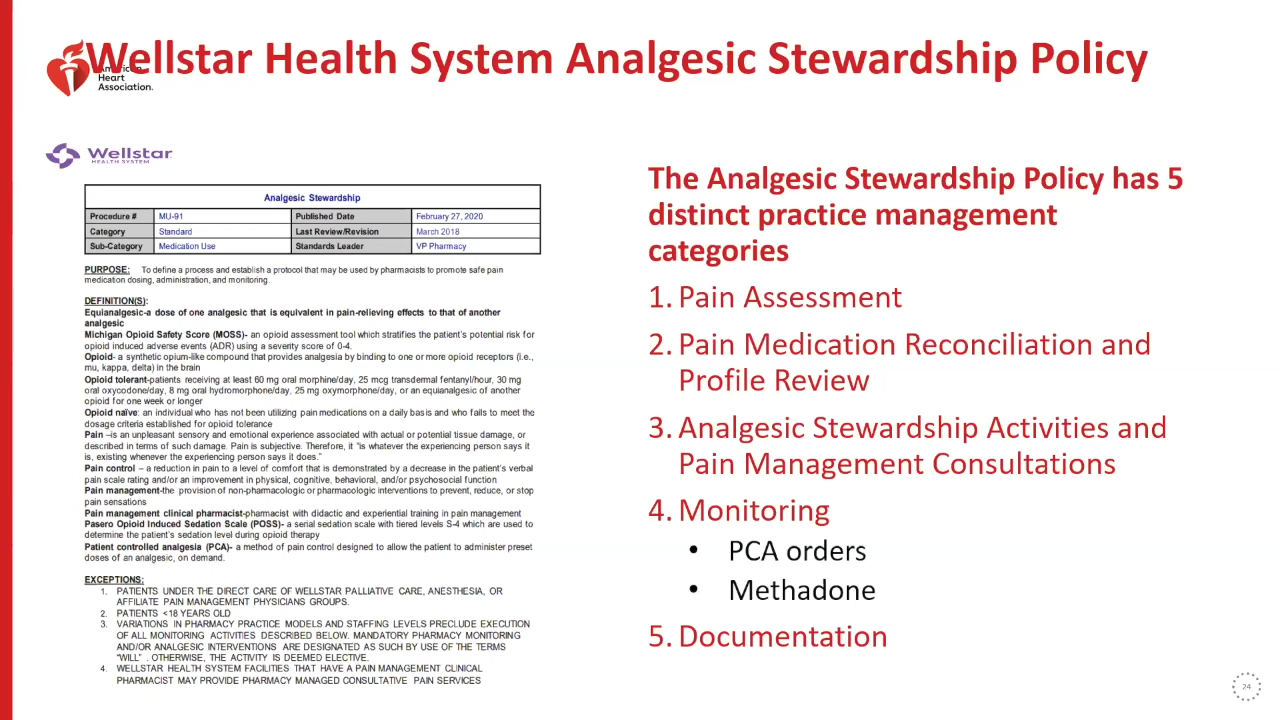 Wellstar Health System Analgesic Stewardship Policy
American
Heart
Association.
Wellstar
HEALTH SYSTEM
Analgesic Stewardship
Procedure # MU-91 Published Date February 27, 2020
Category Standard Last Review/Revision March 2018
Sub-Category Medication Use Standards Leader VP Pharmacy
PURPOSE: To define a process and establish a protocol that may be used by pharmacists to promote safe pain
medication dosing, administration, and monitoring.
DEFINITION(S):
Equianalgesic-a dose of one analgesic that is equivalent in pain-relieving effects to that of another
analgesic
Michigan Opioid Safety Score (MOSS)- an opioid assessment tool which stratifies the patient's potential risk for
opioid induced adverse events (ADR) using a severity score of 0-4.
Opioid- a synthetic opium-like compound that provides analgesia by binding to one or more opioid receptors (i.e.,
mu, kappa, delta) in the brain
Opioid tolerant-patients receiving at least 60 mg oral morphine/day, 25 mcg transdermal fentanyl/hour, 30 mg
oral oxycodone/day, 8 mg oral hydromorphone/day, 25 mg oxymorphone/day, or an equianalgesic of another
opioid for one week or longer
Opioid naïve: an individual who has not been utilizing pain medications on a daily basis and who fails to meet the
dosage criteria established for opioid tolerance
Pain –is an unpleasant sensory and emotional experience associated with actual or potential tissue damage, or
described in terms of such damage. Pain is subjective. Therefore, it "is whatever the experiencing person says it
is, existing whenever the experiencing person says it does."
Pain control – a reduction in pain to a level of comfort that is demonstrated by a decrease in the patient's verbal
pain scale rating and/or an improvement in physical, cognitive, behavioral, and/or psychosocial function
Pain management-the provision of non-pharmacologic or pharmacologic interventions to prevent, reduce, or stop
pain sensations
Pain management clinical pharmacist-pharmacist with didactic and experiential training in pain management
Pasero Opioid Induced Sedation Scale (POSS)- a serial sedation scale with tiered levels S-4 which are used to
determine the patient's sedation level during opioid therapy
Patient controlled analgesia (PCA)- a method of pain control designed to allow the patient to administer preset
doses of an analgesic, on demand.
EXCEPTIONS:
1. PATIENTS UNDER THE DIRECT CARE OF WELLSTAR PALLIATIVE CARE, ANESTHESIA, OR
AFFILIATE PAIN MANAGEMENT PHYSICIANS GROUPS.
2. PATIENTS <18 YEARS OLD
3. VARIATIONS IN PHARMACY PRACTICE MODELS AND STAFFING LEVELS PRECLUDE EXECUTION
OF ALL MONITORING ACTIVITIES DESCRIBED BELOW. MANDATORY PHARMACY MONITORING
AND/OR ANALGESIC INTERVENTIONS ARE DESIGNATED AS SUCH BY USE OF THE TERMS
"WILL" . OTHERWISE, THE ACTIVITY IS DEEMED ELECTIVE.
4. WELLSTAR HEALTH SYSTEM FACILITIES THAT HAVE A PAIN MANAGEMENT CLINICAL
PHARMACIST MAY PROVIDE PHARMACY MANAGED CONSULTATIVE PAIN SERVICES
The Analgesic Stewardship Policy has 5
distinct practice management
categories
1. Pain Assessment
2. Pain Medication Reconciliation and
Profile Review
3. Analgesic Stewardship Activities and
Pain Management Consultations
4. Monitoring
• PCA orders
• Methadone
5. Documentation
24